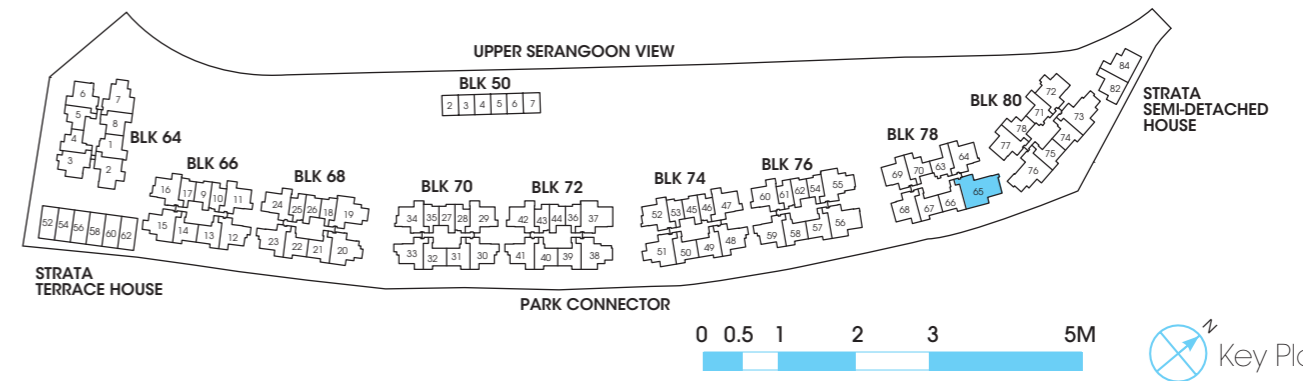 UPPER SERANGOON VIEW
BLK 50
2 3 4 5 6 7
BLK 64
6 7
5 8
4 1
3 2
BLK 66
16 17 9 10 11
15 14 13 12
BLK 68
24 25 26 18 19
23 22 21 20
BLK 70
34 35 27 28 29
33 32 31 30
BLK 72
42 43 44 36 37
41 40 39 38
BLK 74
52 53 45 46 47
51 50 49 48
BLK 76
60 61 62 54 55
59 58 57 56
BLK 78
69 70 63 64
68 67 66 65
BLK 80
72
71 73
78 74
77 75
76
84
82
STRATA
SEMI-DETACHED
HOUSE
52 54 56 58 60 62
STRATA
TERRACE HOUSE
PARK CONNECTOR
0 0.5 1 2 3 5M
N
Key Pla